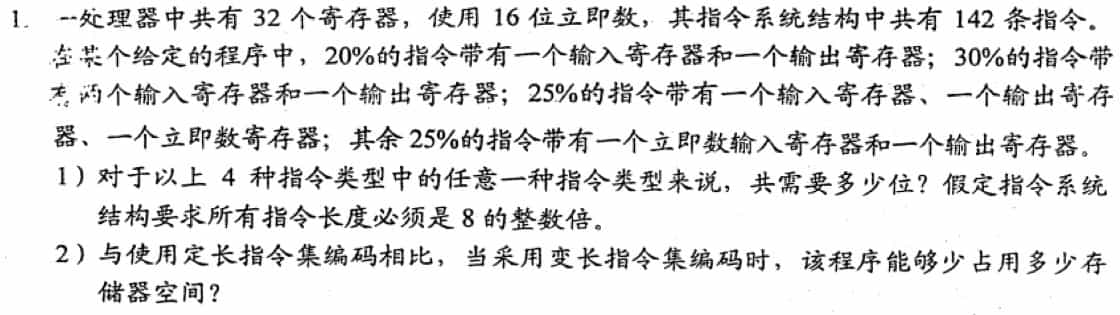 1. 一处理器中共有 32 个寄存器，使用 16 位立即数，其指令系统结构中共有 142 条指令。
在某个给定的程序中，20%的指令带有一个输入寄存器和一个输出寄存器；30%的指令带
有两个输入寄存器和一个输出寄存器；25%的指令带有一个输入寄存器、一个输出寄存
器、一个立即数寄存器；其余 25%的指令带有一个立即数输入寄存器和一个输出寄存器。
1）对于以上 4 种指令类型中的任意一种指令类型来说，共需要多少位？假定指令系统
结构要求所有指令长度必须是 8 的整数倍。
2）与使用定长指令集编码相比，当采用变长指令集编码时，该程序能够少占用多少存
储器空间？